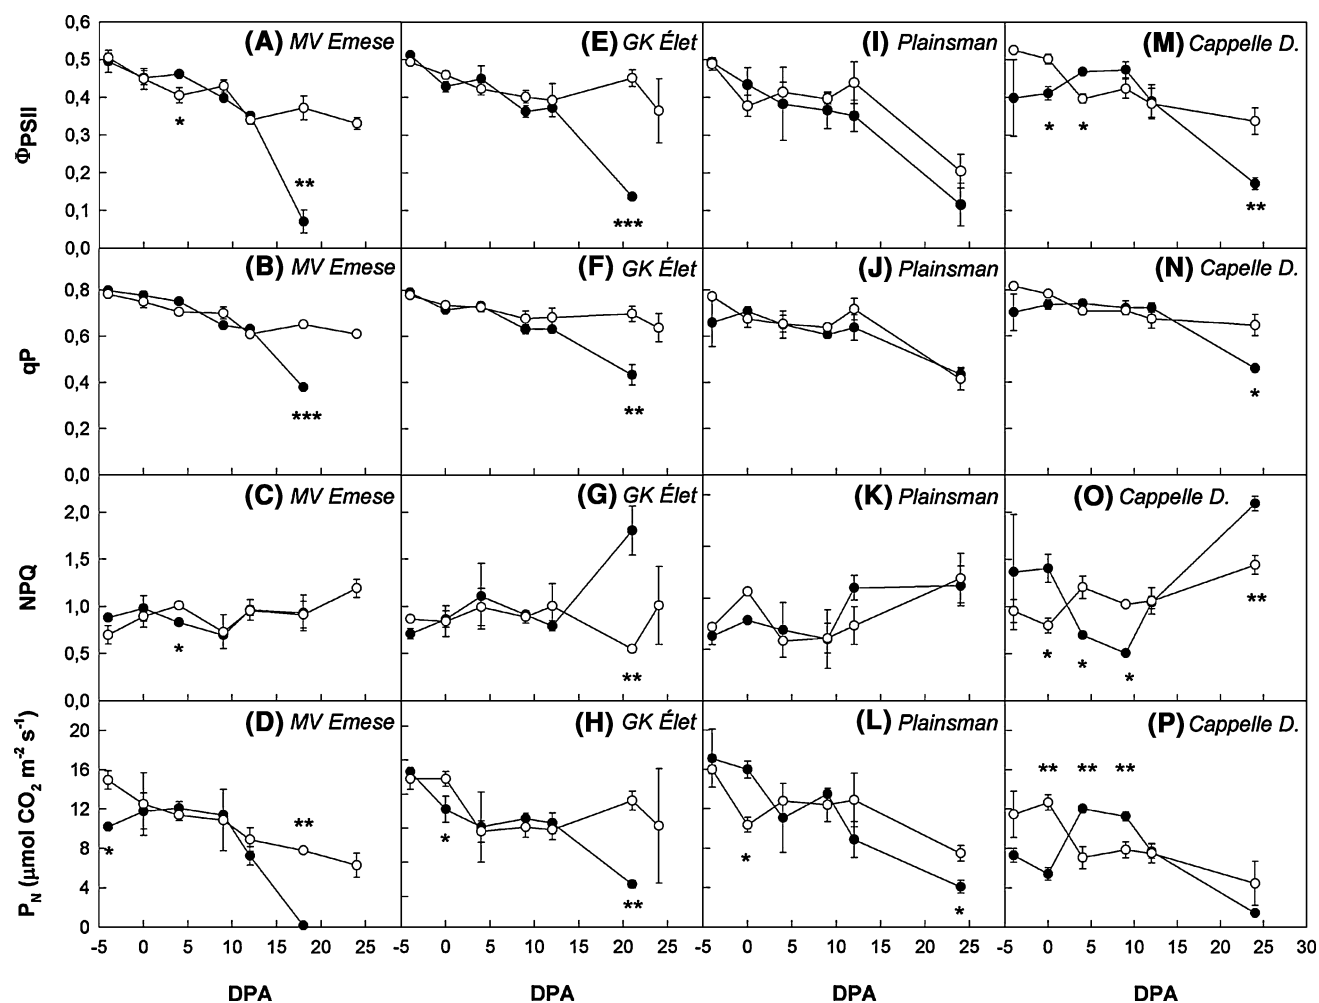 0,6
0,5
0,4
0,3
0,2
0,1
0,0
ΦPSII
(A) MV Emese
*
**
(E) GK Élet
***
(I) Plainsman
(M) Cappelle D.
*
*
**
0,8
0,6
0,4
0,2
0,0
qP
(B) MV Emese
***
(F) GK Élet
**
(J) Plainsman
(N) Capelle D.
*
2,0
1,5
1,0
0,5
0,0
NPQ
(C) MV Emese
*
(G) GK Élet
**
(K) Plainsman
(O) Cappelle D.
*
*
*
**
20
16
12
8
4
0
PN (µmol CO2 m-2 s-1)
(D) MV Emese
*
**
(H) GK Élet
*
**
(L) Plainsman
*
*
(P) Cappelle D.
** ** **
-5 0 5 10 15 20 25
-5 0 5 10 15 20 25
-5 0 5 10 15 20 25
-5 0 5 10 15 20 25 30
DPA DPA DPA DPA